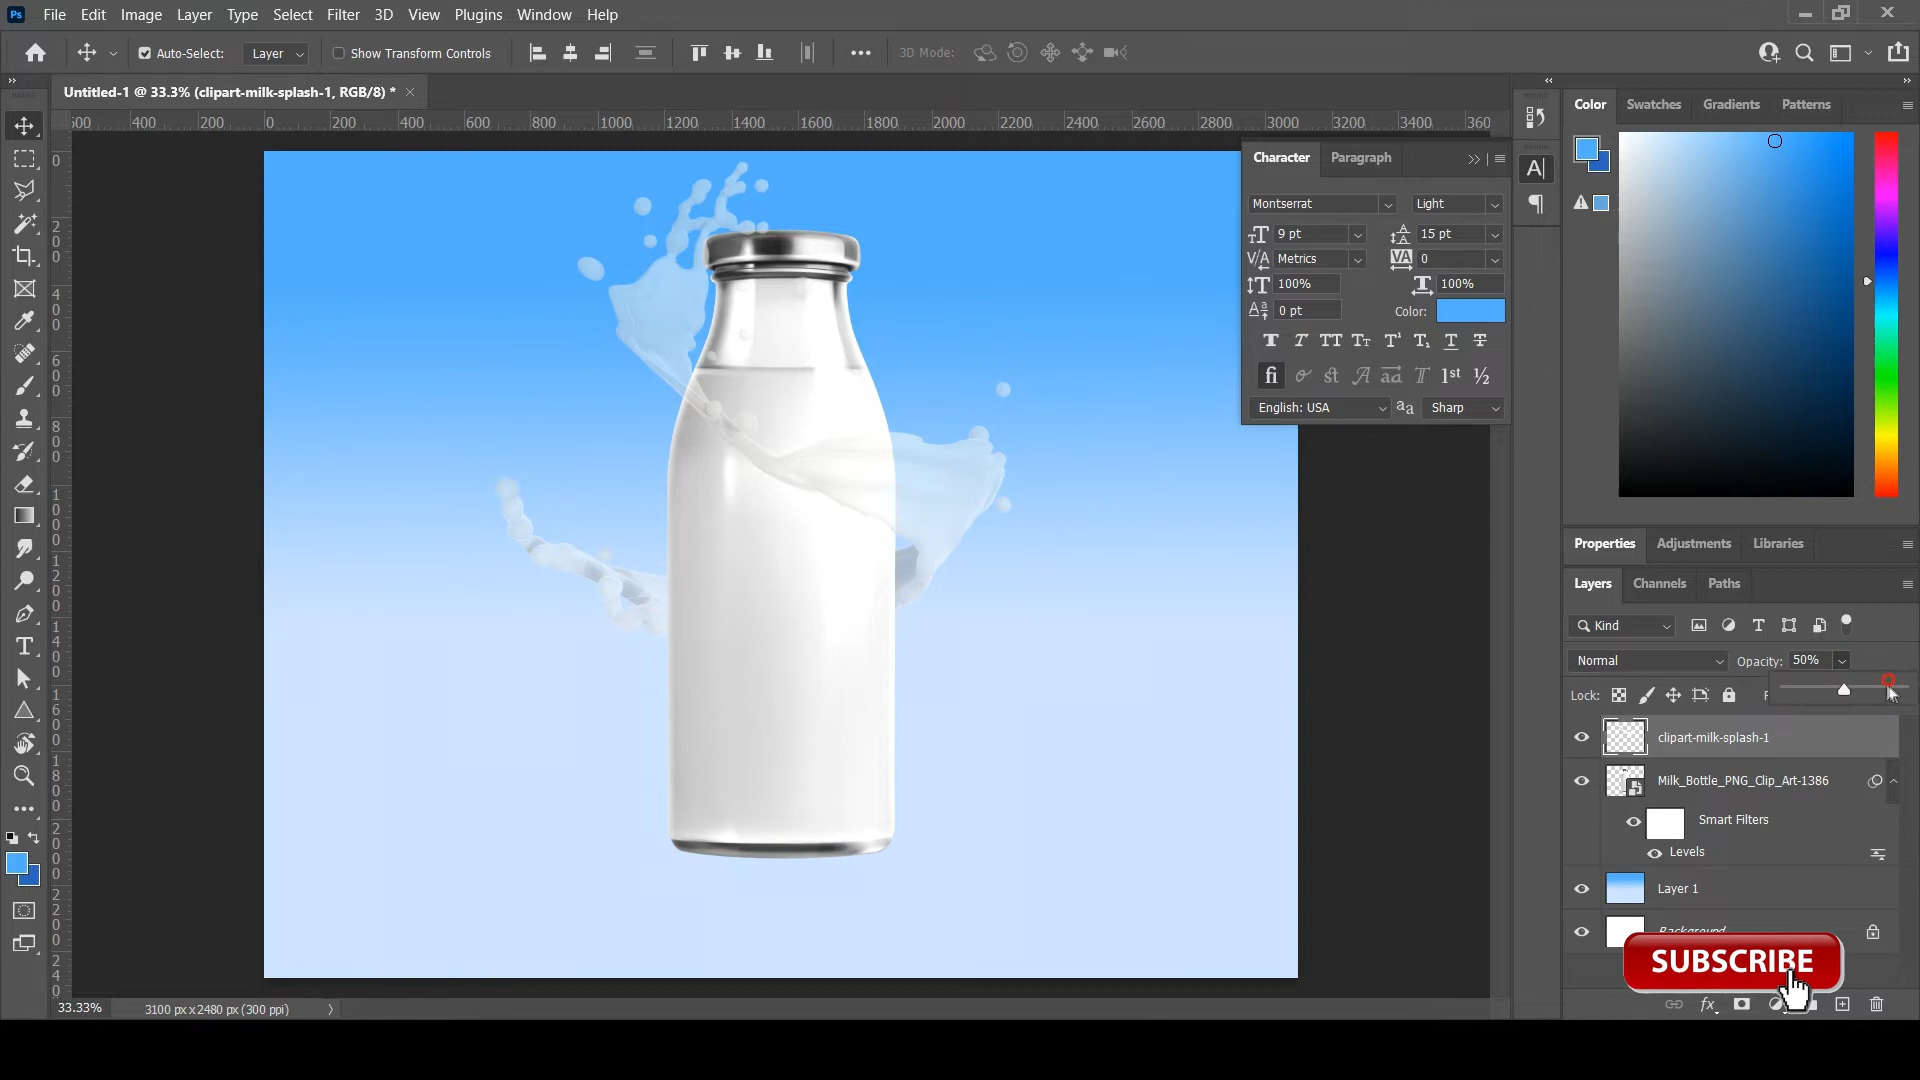 Ps File Edit Image Layer Type Select Filter 3D View Plugins Window Help
Auto-Select: Layer Show Transform Controls 3D Mode:
Untitled-1 @ 33.3% (clipart-milk-splash-1, RGB/8) *
400 200 0 200 400 600 800 1000 1200 1400 1600 1800 2000 2200 2400 2600 2800 3000 3200 3400
Color Swatches Gradients Patterns
Character Paragraph
Montserrat Light
9 pt 15 pt
Metrics 0
100% 100%
0 pt Color:
English: USA Sharp
Properties Adjustments Libraries
Layers Channels Paths
Kind
Normal Opacity: 50%
Lock:
clipart-milk-splash-1
Milk_Bottle_PNG_Clip_Art-1386
Smart Filters
Levels
Layer 1
Background
SUBSCRIBE
33.33% 3100 px x 2480 px (300 ppi)